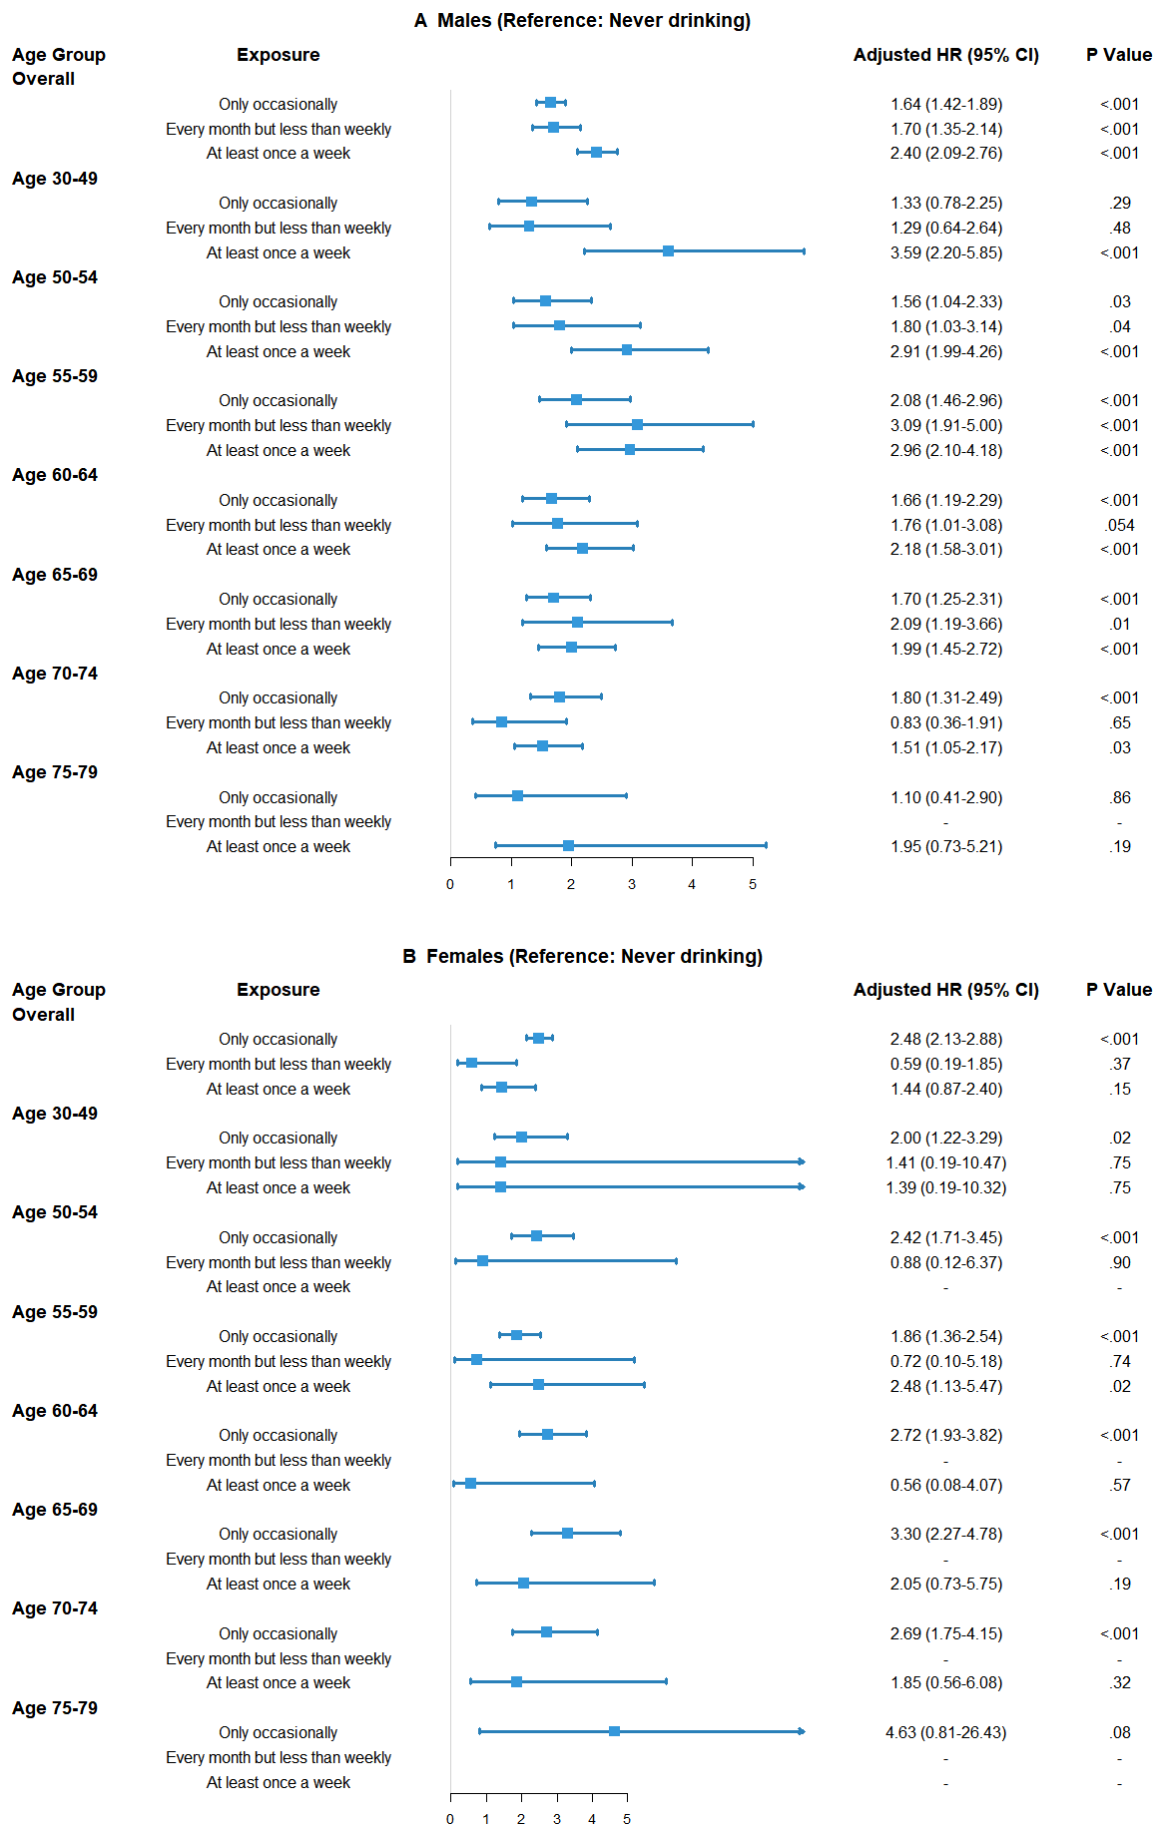 A Males (Reference: Never drinking)
Age Group Exposure Adjusted HR (95% CI) P Value
Overall
Only occasionally 1.64 (1.42-1.89) <.001
Every month but less than weekly 1.70 (1.35-2.14) <.001
At least once a week 2.40 (2.09-2.76) <.001
Age 30-49
Only occasionally 1.33 (0.78-2.25) .29
Every month but less than weekly 1.29 (0.64-2.64) .48
At least once a week 3.59 (2.20-5.85) <.001
Age 50-54
Only occasionally 1.56 (1.04-2.33) .03
Every month but less than weekly 1.80 (1.03-3.14) .04
At least once a week 2.91 (1.99-4.26) <.001
Age 55-59
Only occasionally 2.08 (1.46-2.96) <.001
Every month but less than weekly 3.09 (1.91-5.00) <.001
At least once a week 2.96 (2.10-4.18) <.001
Age 60-64
Only occasionally 1.66 (1.19-2.29) <.001
Every month but less than weekly 1.76 (1.01-3.08) .054
At least once a week 2.18 (1.58-3.01) <.001
Age 65-69
Only occasionally 1.70 (1.25-2.31) <.001
Every month but less than weekly 2.09 (1.19-3.66) .01
At least once a week 1.99 (1.45-2.72) <.001
Age 70-74
Only occasionally 1.80 (1.31-2.49) <.001
Every month but less than weekly 0.83 (0.36-1.91) .65
At least once a week 1.51 (1.05-2.17) .03
Age 75-79
Only occasionally 1.10 (0.41-2.90) .86
Every month but less than weekly - -
At least once a week 1.95 (0.73-5.21) .19
0 1 2 3 4 5
B Females (Reference: Never drinking)
Age Group Exposure Adjusted HR (95% CI) P Value
Overall
Only occasionally 2.48 (2.13-2.88) <.001
Every month but less than weekly 0.59 (0.19-1.85) .37
At least once a week 1.44 (0.87-2.40) .15
Age 30-49
Only occasionally 2.00 (1.22-3.29) .02
Every month but less than weekly 1.41 (0.19-10.47) .75
At least once a week 1.39 (0.19-10.32) .75
Age 50-54
Only occasionally 2.42 (1.71-3.45) <.001
Every month but less than weekly 0.88 (0.12-6.37) .90
At least once a week - -
Age 55-59
Only occasionally 1.86 (1.36-2.54) <.001
Every month but less than weekly 0.72 (0.10-5.18) .74
At least once a week 2.48 (1.13-5.47) .02
Age 60-64
Only occasionally 2.72 (1.93-3.82) <.001
Every month but less than weekly - -
At least once a week 0.56 (0.08-4.07) .57
Age 65-69
Only occasionally 3.30 (2.27-4.78) <.001
Every month but less than weekly - -
At least once a week 2.05 (0.73-5.75) .19
Age 70-74
Only occasionally 2.69 (1.75-4.15) <.001
Every month but less than weekly - -
At least once a week 1.85 (0.56-6.08) .32
Age 75-79
Only occasionally 4.63 (0.81-26.43) .08
Every month but less than weekly - -
At least once a week - -
0 1 2 3 4 5